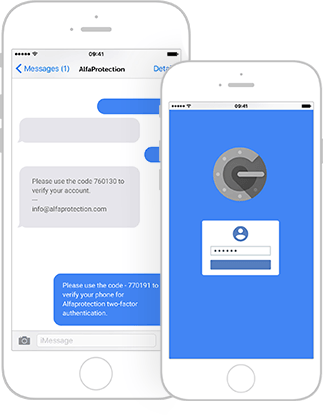 09:41
Messages (1) AlfaProtection
Please use the code 760130 to
verify your account.
---
info@alfaprotection.com
Please use the code - 770191 to
verify your phone for
Alfaprotection two-factor
authentication.
iMessage
09:41